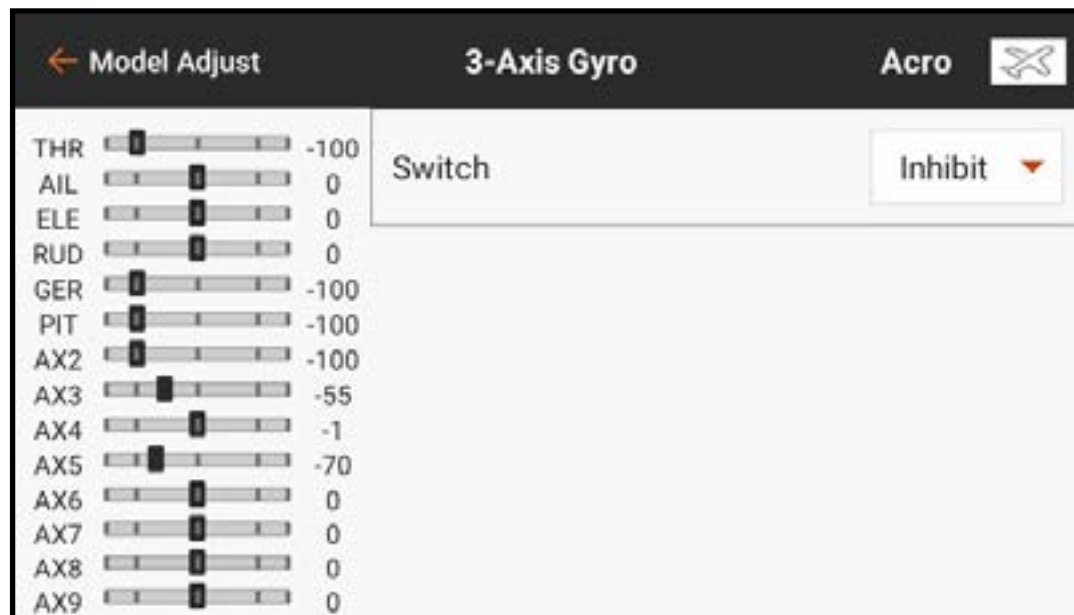 ← Model Adjust 3-Axis Gyro Acro
THR -100 Switch Inhibit
AIL 0
ELE 0
RUD 0
GER -100
PIT -100
AX2 -100
AX3 -55
AX4 -1
AX5 -70
AX6 0
AX7 0
AX8 0
AX9 0